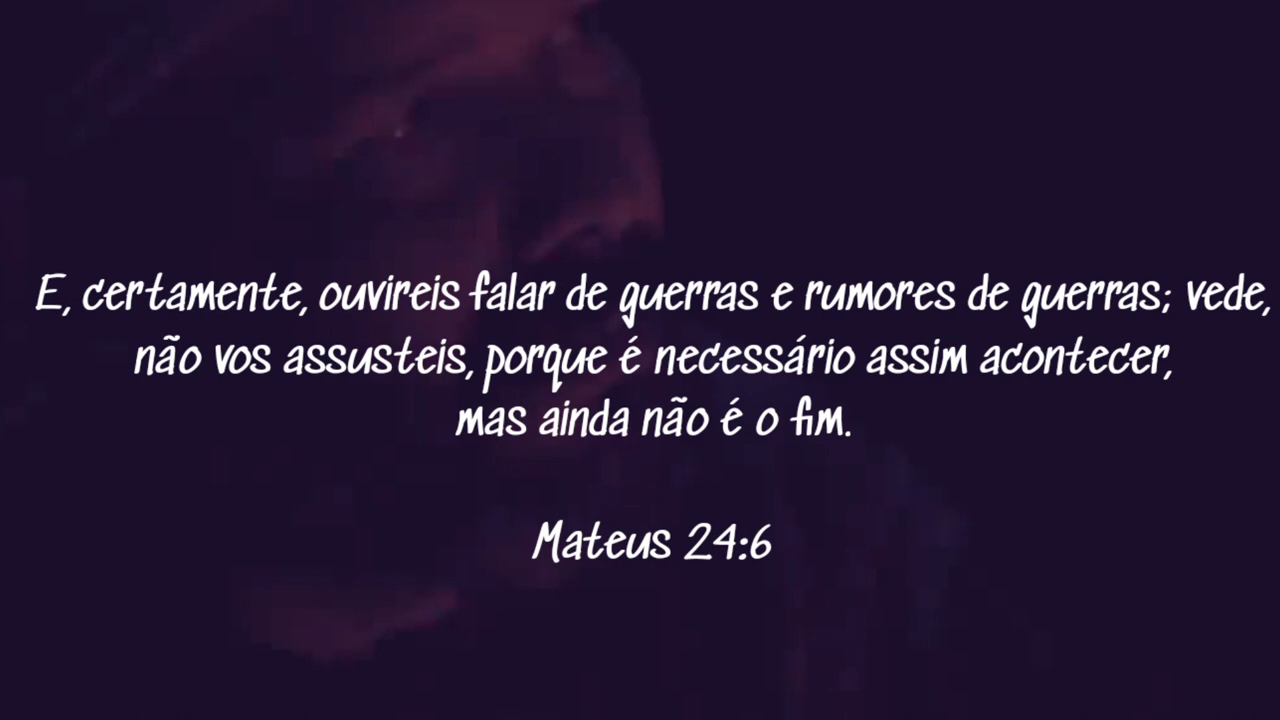 E, certamente, ouvireis falar de guerras e rumores de guerras; vede,
não vos assusteis, porque é necessário assim acontecer,
mas ainda não é o fim.
Mateus 24:6